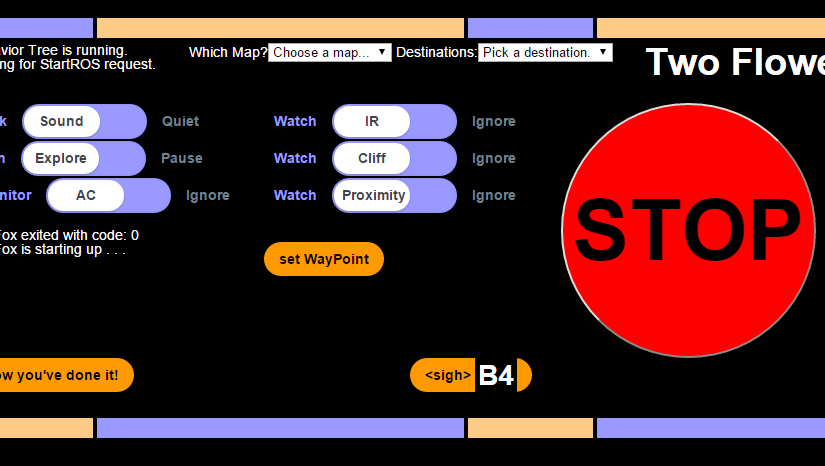 vior Tree is running.
ng for StartROS request.
Which Map? Choose a map... Destinations: Pick a destination.
Two Flowe
k Sound Quiet
n Explore Pause
nitor AC Ignore
Watch IR Ignore
Watch Cliff Ignore
Watch Proximity Ignore
STOP
Fox exited with code: 0
Fox is starting up . . .
set WayPoint
ow you've done it!
<sigh> B4